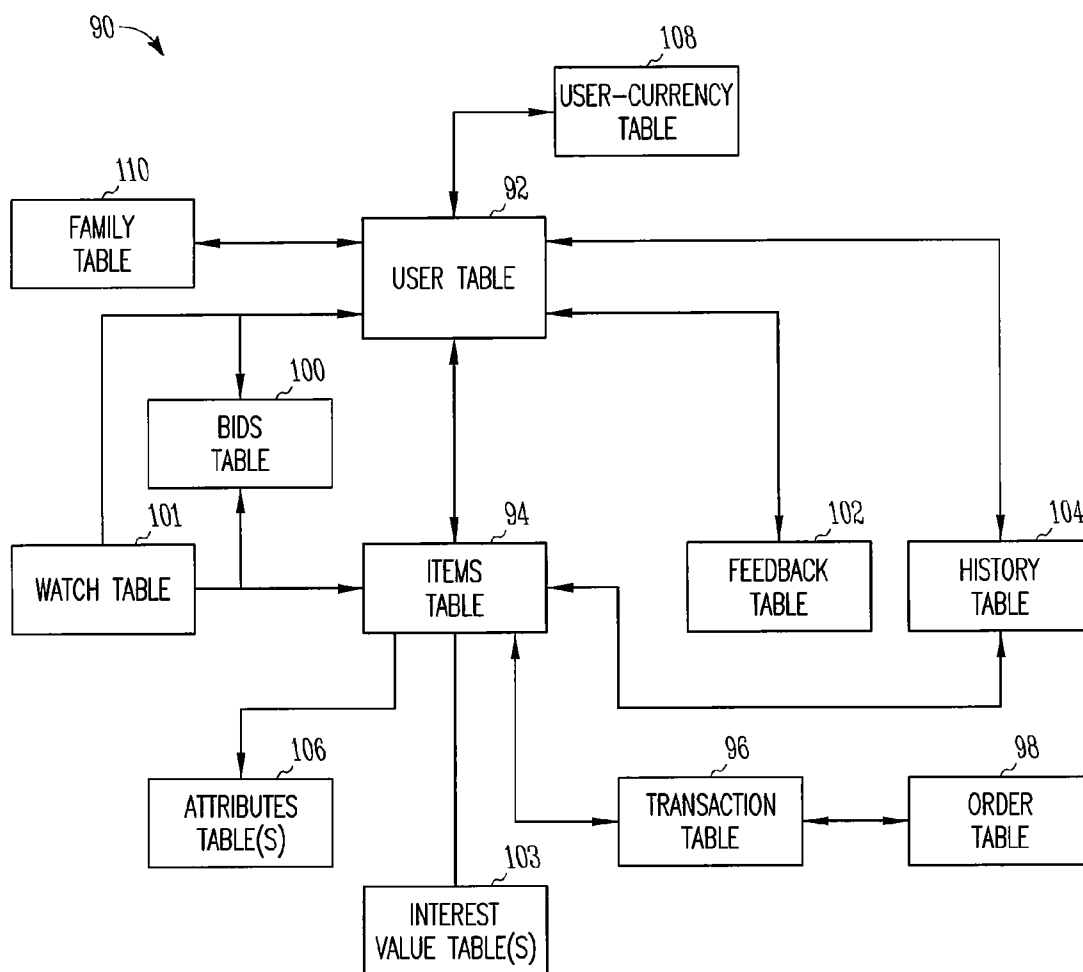 90
108
USER-CURRENCY
TABLE
110
FAMILY
TABLE
92
USER TABLE
100
BIDS
TABLE
101
WATCH TABLE
94
ITEMS
TABLE
102
FEEDBACK
TABLE
104
HISTORY
TABLE
106
ATTRIBUTES
TABLE(S)
96
TRANSACTION
TABLE
98
ORDER
TABLE
103
INTEREST
VALUE TABLE(S)